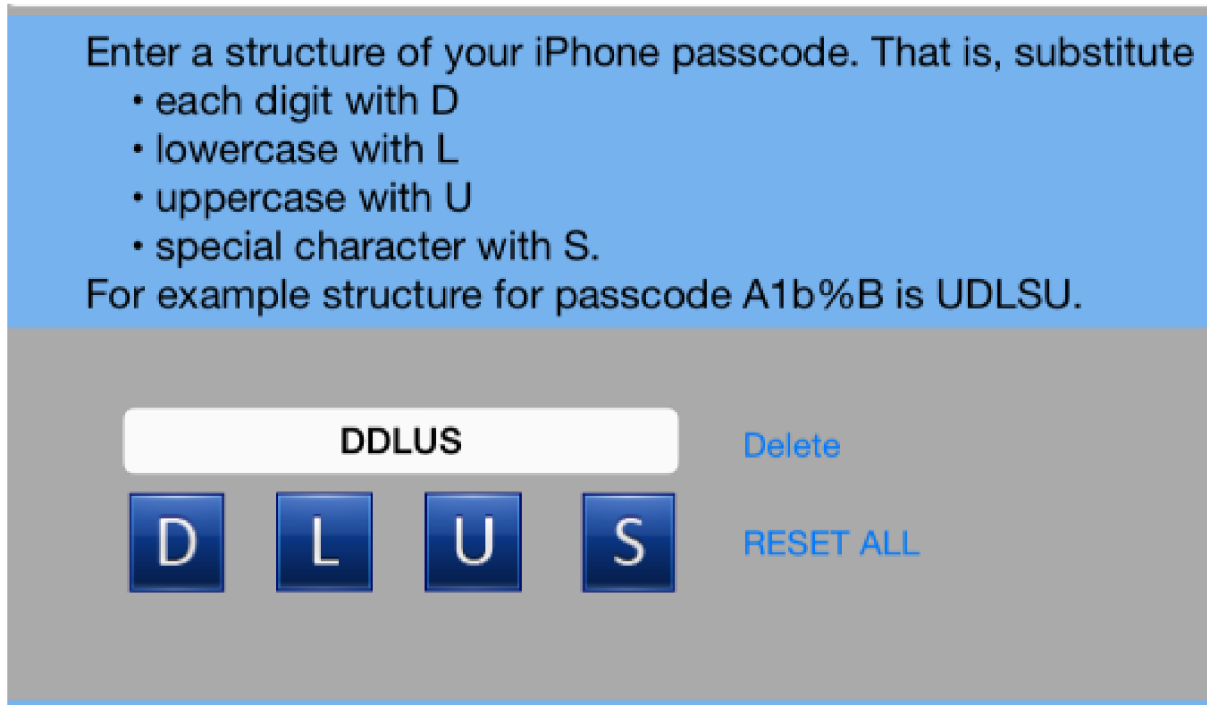 Enter a structure of your iPhone passcode. That is, substitute
• each digit with D
• lowercase with L
• uppercase with U
• special character with S.
For example structure for passcode A1b%B is UDLSU.
DDLUS Delete
D L U S RESET ALL